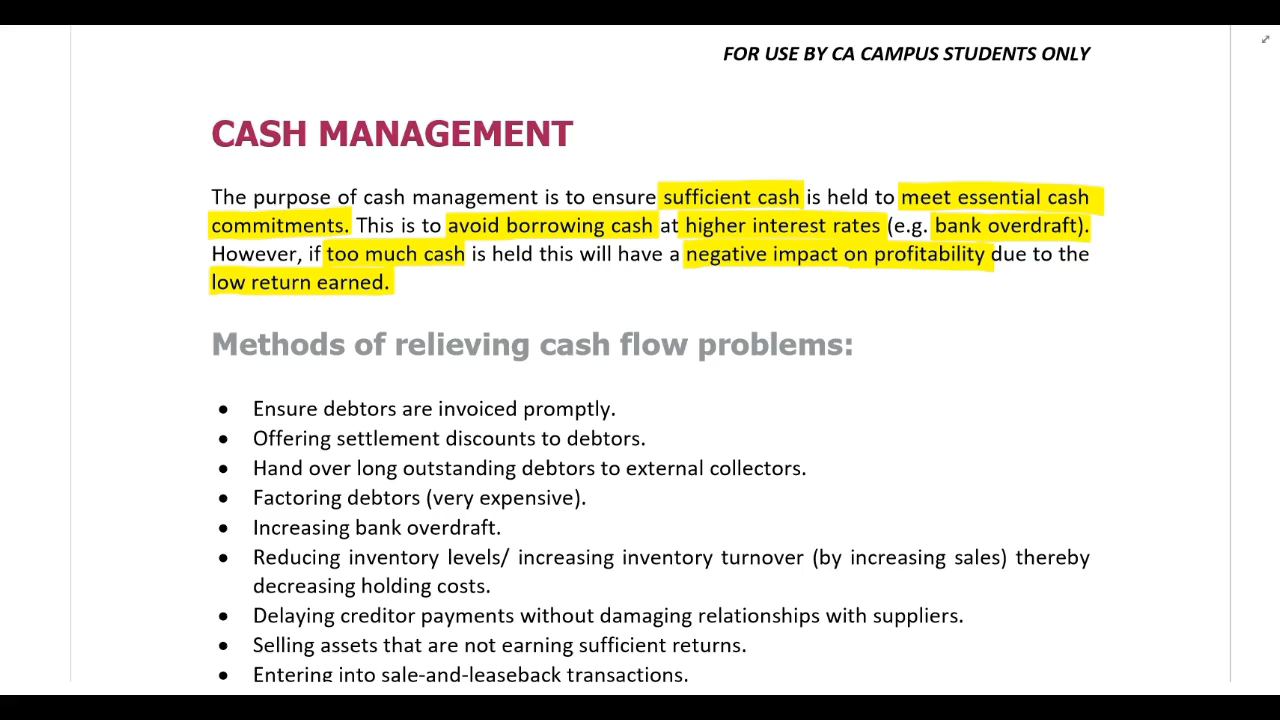 FOR USE BY CA CAMPUS STUDENTS ONLY
CASH MANAGEMENT
The purpose of cash management is to ensure sufficient cash is held to meet essential cash
commitments. This is to avoid borrowing cash at higher interest rates (e.g. bank overdraft).
However, if too much cash is held this will have a negative impact on profitability due to the
low return earned.
Methods of relieving cash flow problems:
• Ensure debtors are invoiced promptly.
• Offering settlement discounts to debtors.
• Hand over long outstanding debtors to external collectors.
• Factoring debtors (very expensive).
• Increasing bank overdraft.
• Reducing inventory levels/ increasing inventory turnover (by increasing sales) thereby
decreasing holding costs.
• Delaying creditor payments without damaging relationships with suppliers.
• Selling assets that are not earning sufficient returns.
• Entering into sale-and-leaseback transactions.